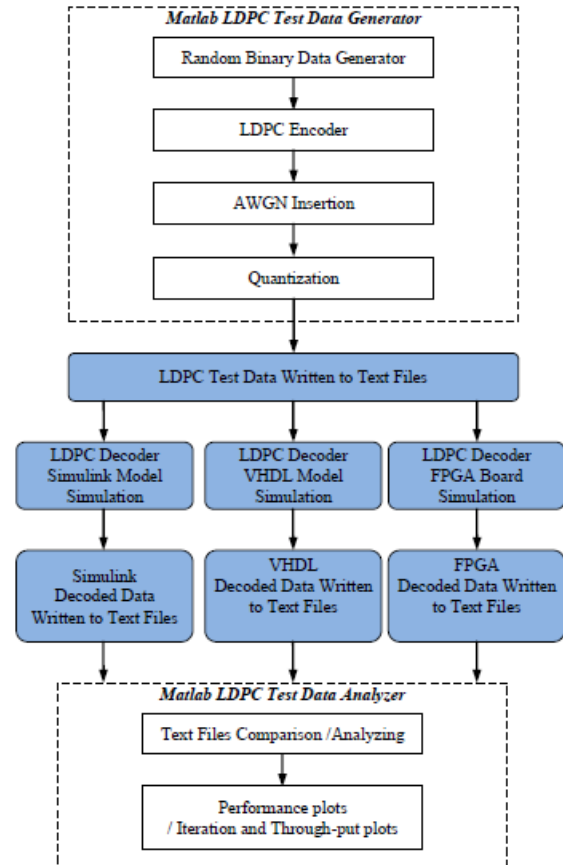 Matlab LDPC Test Data Generator
Random Binary Data Generator
LDPC Encoder
AWGN Insertion
Quantization
LDPC Test Data Written to Text Files
LDPC Decoder
Simulink Model
Simulation
LDPC Decoder
VHDL Model
Simulation
LDPC Decoder
FPGA Board
Simulation
Simulink
Decoded Data
Written to Text Files
VHDL
Decoded Data Written
to Text Files
FPGA
Decoded Data Written
to Text Files
Matlab LDPC Test Data Analyzer
Text Files Comparison /Analyzing
Performance plots
/ Iteration and Through-put plots